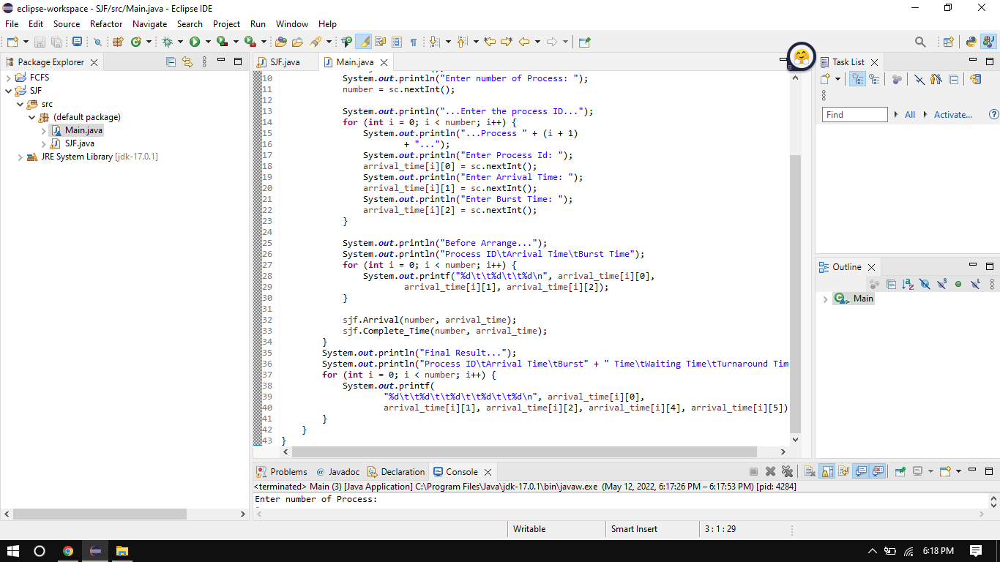 eclipse-workspace - SJF/src/Main.java - Eclipse IDE
File Edit Source Refactor Navigate Search Project Run Window Help
Package Explorer
FCFS
SJF
src
(default package)
Main.java
SJF.java
JRE System Library [jdk-17.0.1]
SJF.java Main.java
10 System.out.println("Enter number of Process: ");
11 number = sc.nextInt();
12
13 System.out.println("...Enter the process ID...");
14 for (int i = 0; i < number; i++) {
15 System.out.println("...Process " + (i + 1)
16 + "...");
17 System.out.println("Enter Process Id: ");
18 arrival_time[i][0] = sc.nextInt();
19 System.out.println("Enter Arrival Time: ");
20 arrival_time[i][1] = sc.nextInt();
21 System.out.println("Enter Burst Time: ");
22 arrival_time[i][2] = sc.nextInt();
23 }
24
25 System.out.println("Before Arrange...");
26 System.out.println("Process ID\tArrival Time\tBurst Time");
27 for (int i = 0; i < number; i++) {
28 System.out.printf("%d\t\t%d\t\t%d\n", arrival_time[i][0],
29 arrival_time[i][1], arrival_time[i][2]);
30 }
31
32 sjf.Arrival(number, arrival_time);
33 sjf.Complete_Time(number, arrival_time);
34 }
35 System.out.println("Final Result...");
36 System.out.println("Process ID\tArrival Time\tBurst" + " Time\tWaiting Time\tTurnaround Tim
37 for (int i = 0; i < number; i++) {
38 System.out.printf(
39 "%d\t\t%d\t\t%d\t\t%d\t\t%d\n", arrival_time[i][0],
40 arrival_time[i][1], arrival_time[i][2], arrival_time[i][4], arrival_time[i][5])
41 }
42 }
43 }
Task List
Find All Activate...
Outline
Main
Problems Javadoc Declaration Console
<terminated> Main (3) [Java Application] C:\Program Files\Java\jdk-17.0.1\bin\javaw.exe (May 12, 2022, 6:17:26 PM – 6:17:53 PM) [pid: 4284]
Enter number of Process:
Writable Smart Insert 3 : 1 : 29
6:18 PM